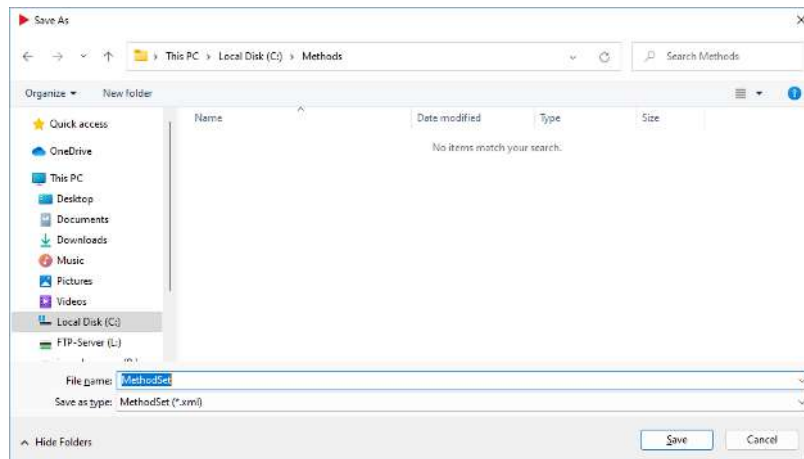 Save As
This PC > Local Disk (C:) > Methods
Search Methods
Organize
New folder
Name
Date modified
Type
Size
No items match your search.
Quick access
OneDrive
This PC
Desktop
Documents
Downloads
Music
Pictures
Videos
Local Disk (C:)
FTP-Server (L:)
File name: MethodSet
Save as type: MethodSet (*.xml)
Hide Folders
Save
Cancel